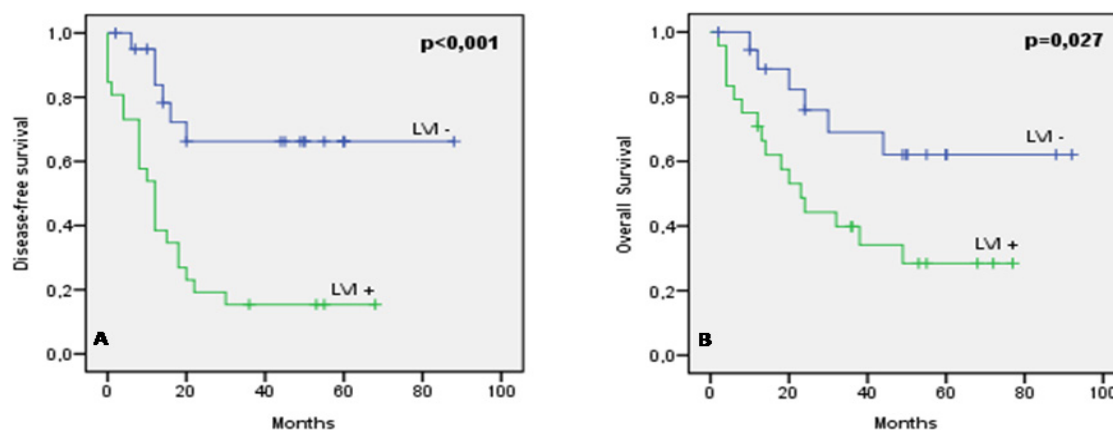 Disease-free survival
1,0
0,8
0,6
0,4
0,2
0,0
p<0,001
LVI -
LVI +
A
0 20 40 60 80 100
Months
Overall Survival
1,0
0,8
0,6
0,4
0,2
0,0
p=0,027
LVI -
LVI +
B
0 20 40 60 80 100
Months